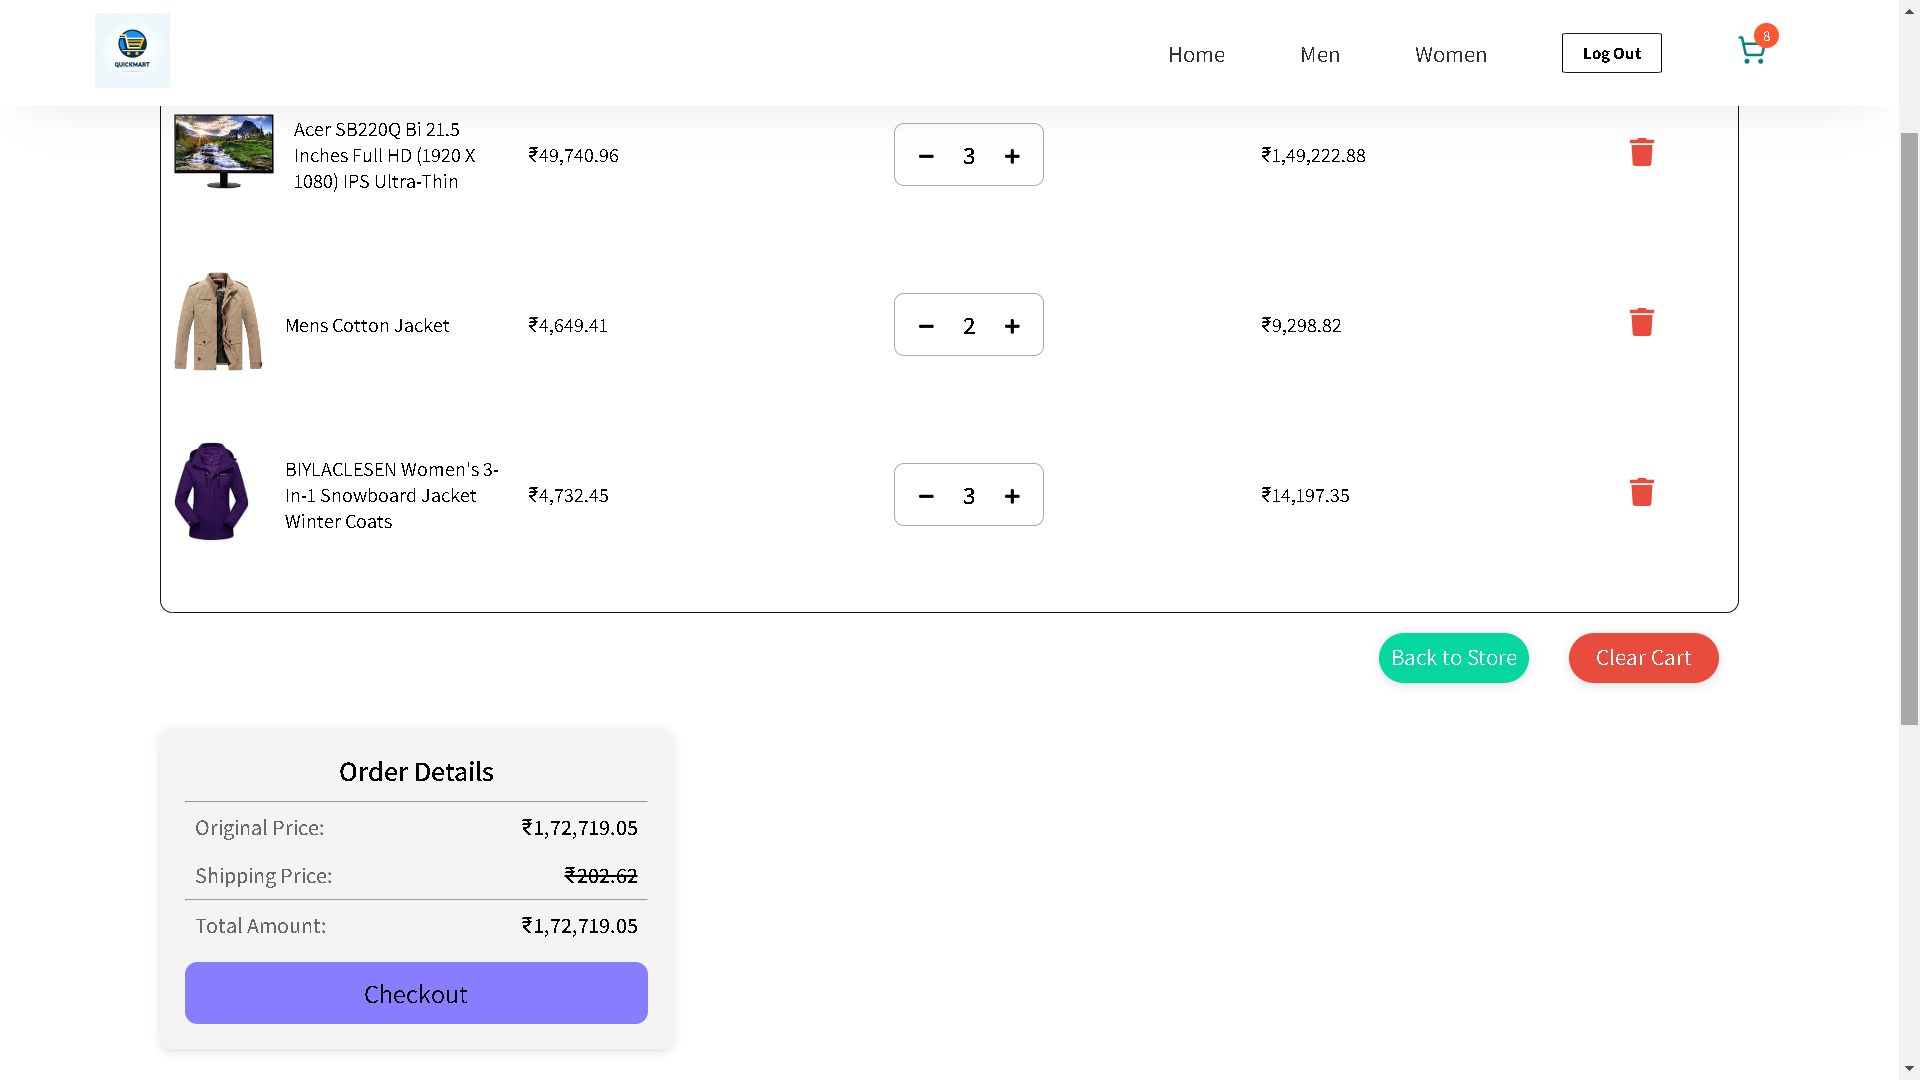 QUICKMART
Home
Men
Women
Log Out
8
Acer SB220Q Bi 21.5
Inches Full HD (1920 X
1080) IPS Ultra-Thin
₹49,740.96
3
₹1,49,222.88
Mens Cotton Jacket
₹4,649.41
2
₹9,298.82
BIYLACLESEN Women's 3-
In-1 Snowboard Jacket
Winter Coats
₹4,732.45
3
₹14,197.35
Back to Store
Clear Cart
Order Details
Original Price:
₹1,72,719.05
Shipping Price:
₹202.62
Total Amount:
₹1,72,719.05
Checkout